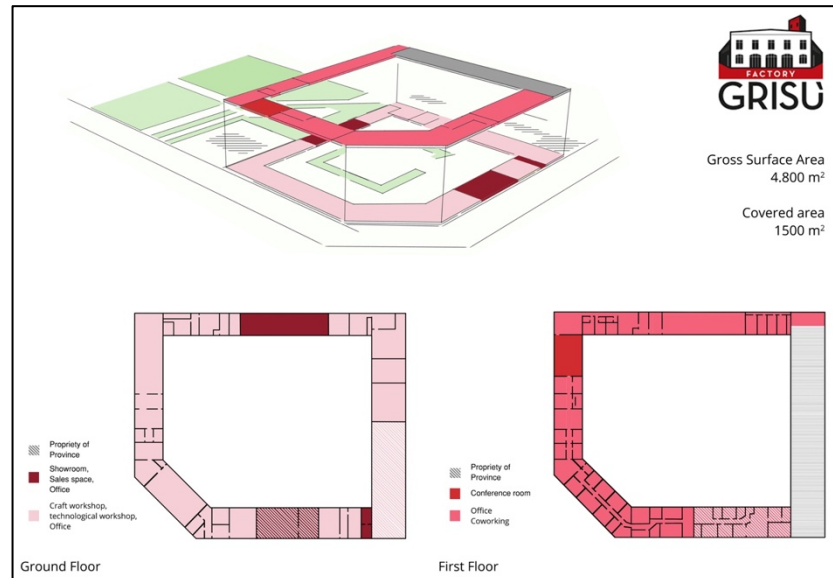 FACTORY
GRISÙ
Gross Surface Area
4.800 m²
Covered area
1500 m²
Propriety of
Province
Showroom,
Sales space,
Office
Craft workshop,
technological workshop,
Office
Ground Floor
Propriety of
Province
Conference room
Office
Coworking
First Floor